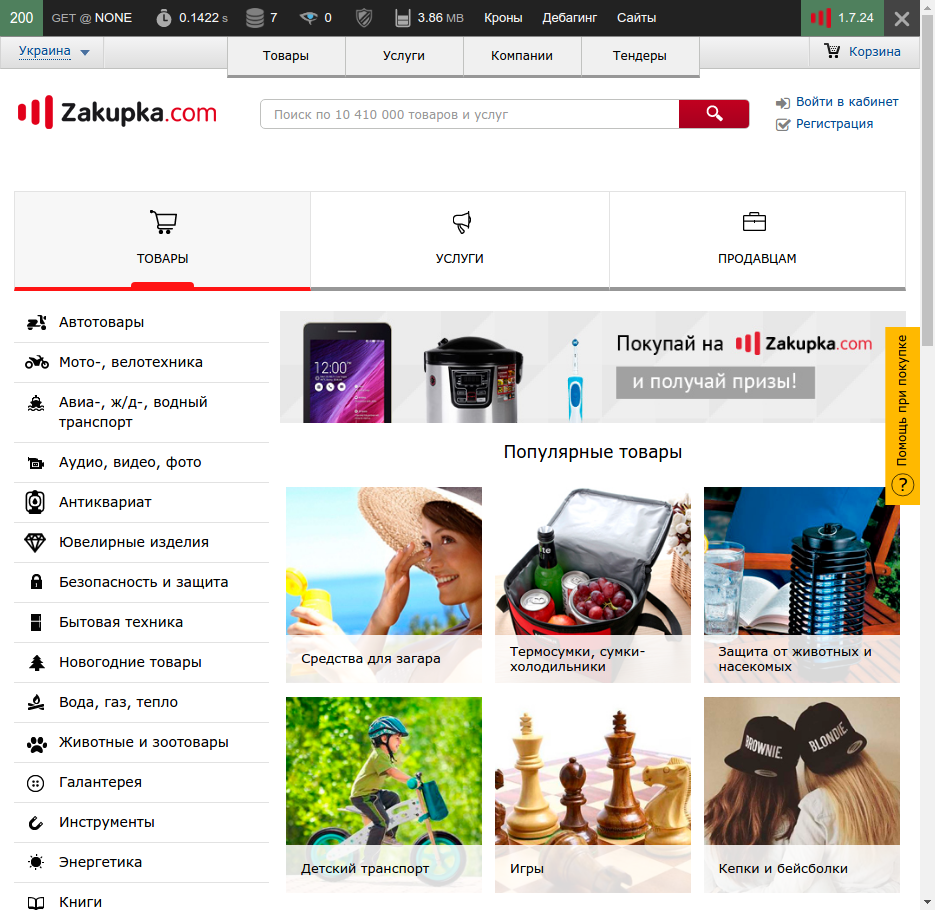 200 GET @ NONE 0.1422 s 7 0 3.86 MB Кроны Дебагинг Сайты 1.7.24
Украина Товары Услуги Компании Тендеры Корзина
Zakupka.com
Поиск по 10 410 000 товаров и услуг
Войти в кабинет
Регистрация
ТОВАРЫ УСЛУГИ ПРОДАВЦАМ
Автотовары
Мото-, велотехника
Авиа-, ж/д-, водный
транспорт
Аудио, видео, фото
Антиквариат
Ювелирные изделия
Безопасность и защита
Бытовая техника
Новогодние товары
Вода, газ, тепло
Животные и зоотовары
Галантерея
Инструменты
Энергетика
Книги
12:00
Покупай на Zakupka.com
и получай призы!
Помощь при покупке
?
Популярные товары
Средства для загара
Термосумки, сумки-
холодильники
Защита от животных и
насекомых
BROWNIE.
BLONDIE.
Детский транспорт
Игры
Кепки и бейсболки